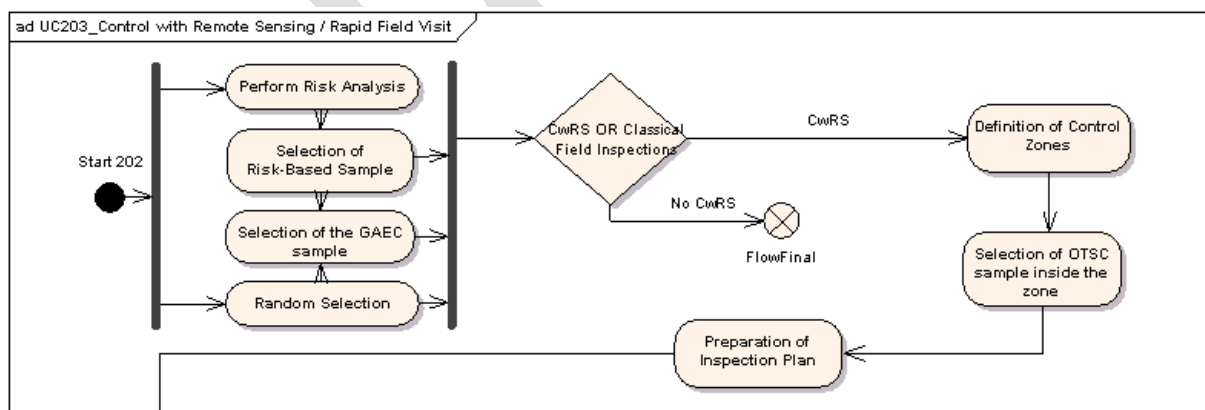 ad UC203_Control with Remote Sensing / Rapid Field Visit
Perform Risk Analysis
Start 202
Selection of
Risk-Based Sample
Selection of the GAEC
sample
Random Selection
CwRS OR Classical
Field Inspections
CwRS
No CwRS
FlowFinal
Definition of Control
Zones
Selection of OTSC
sample inside the
zone
Preparation of
Inspection Plan